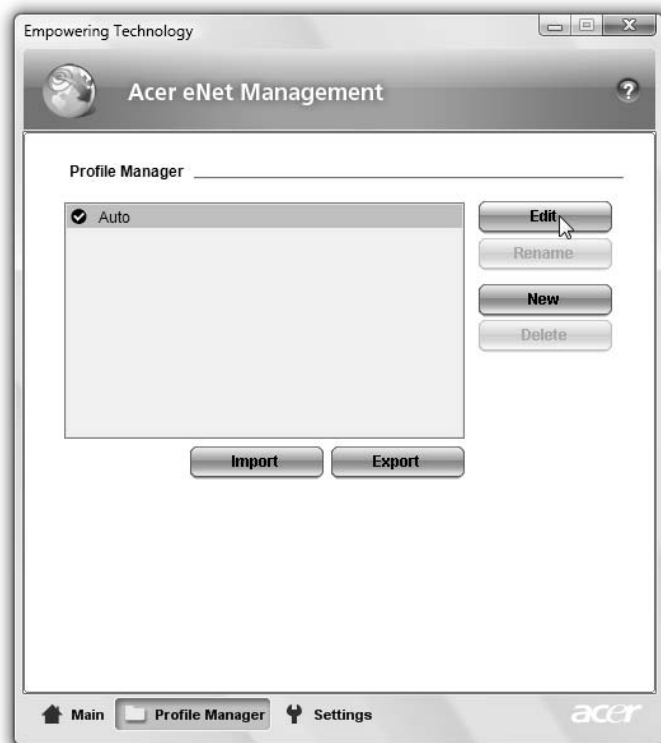 Empowering Technology
Acer eNet Management
?
Profile Manager
Auto
Edit
Rename
New
Delete
Import Export
Main Profile Manager Settings acer